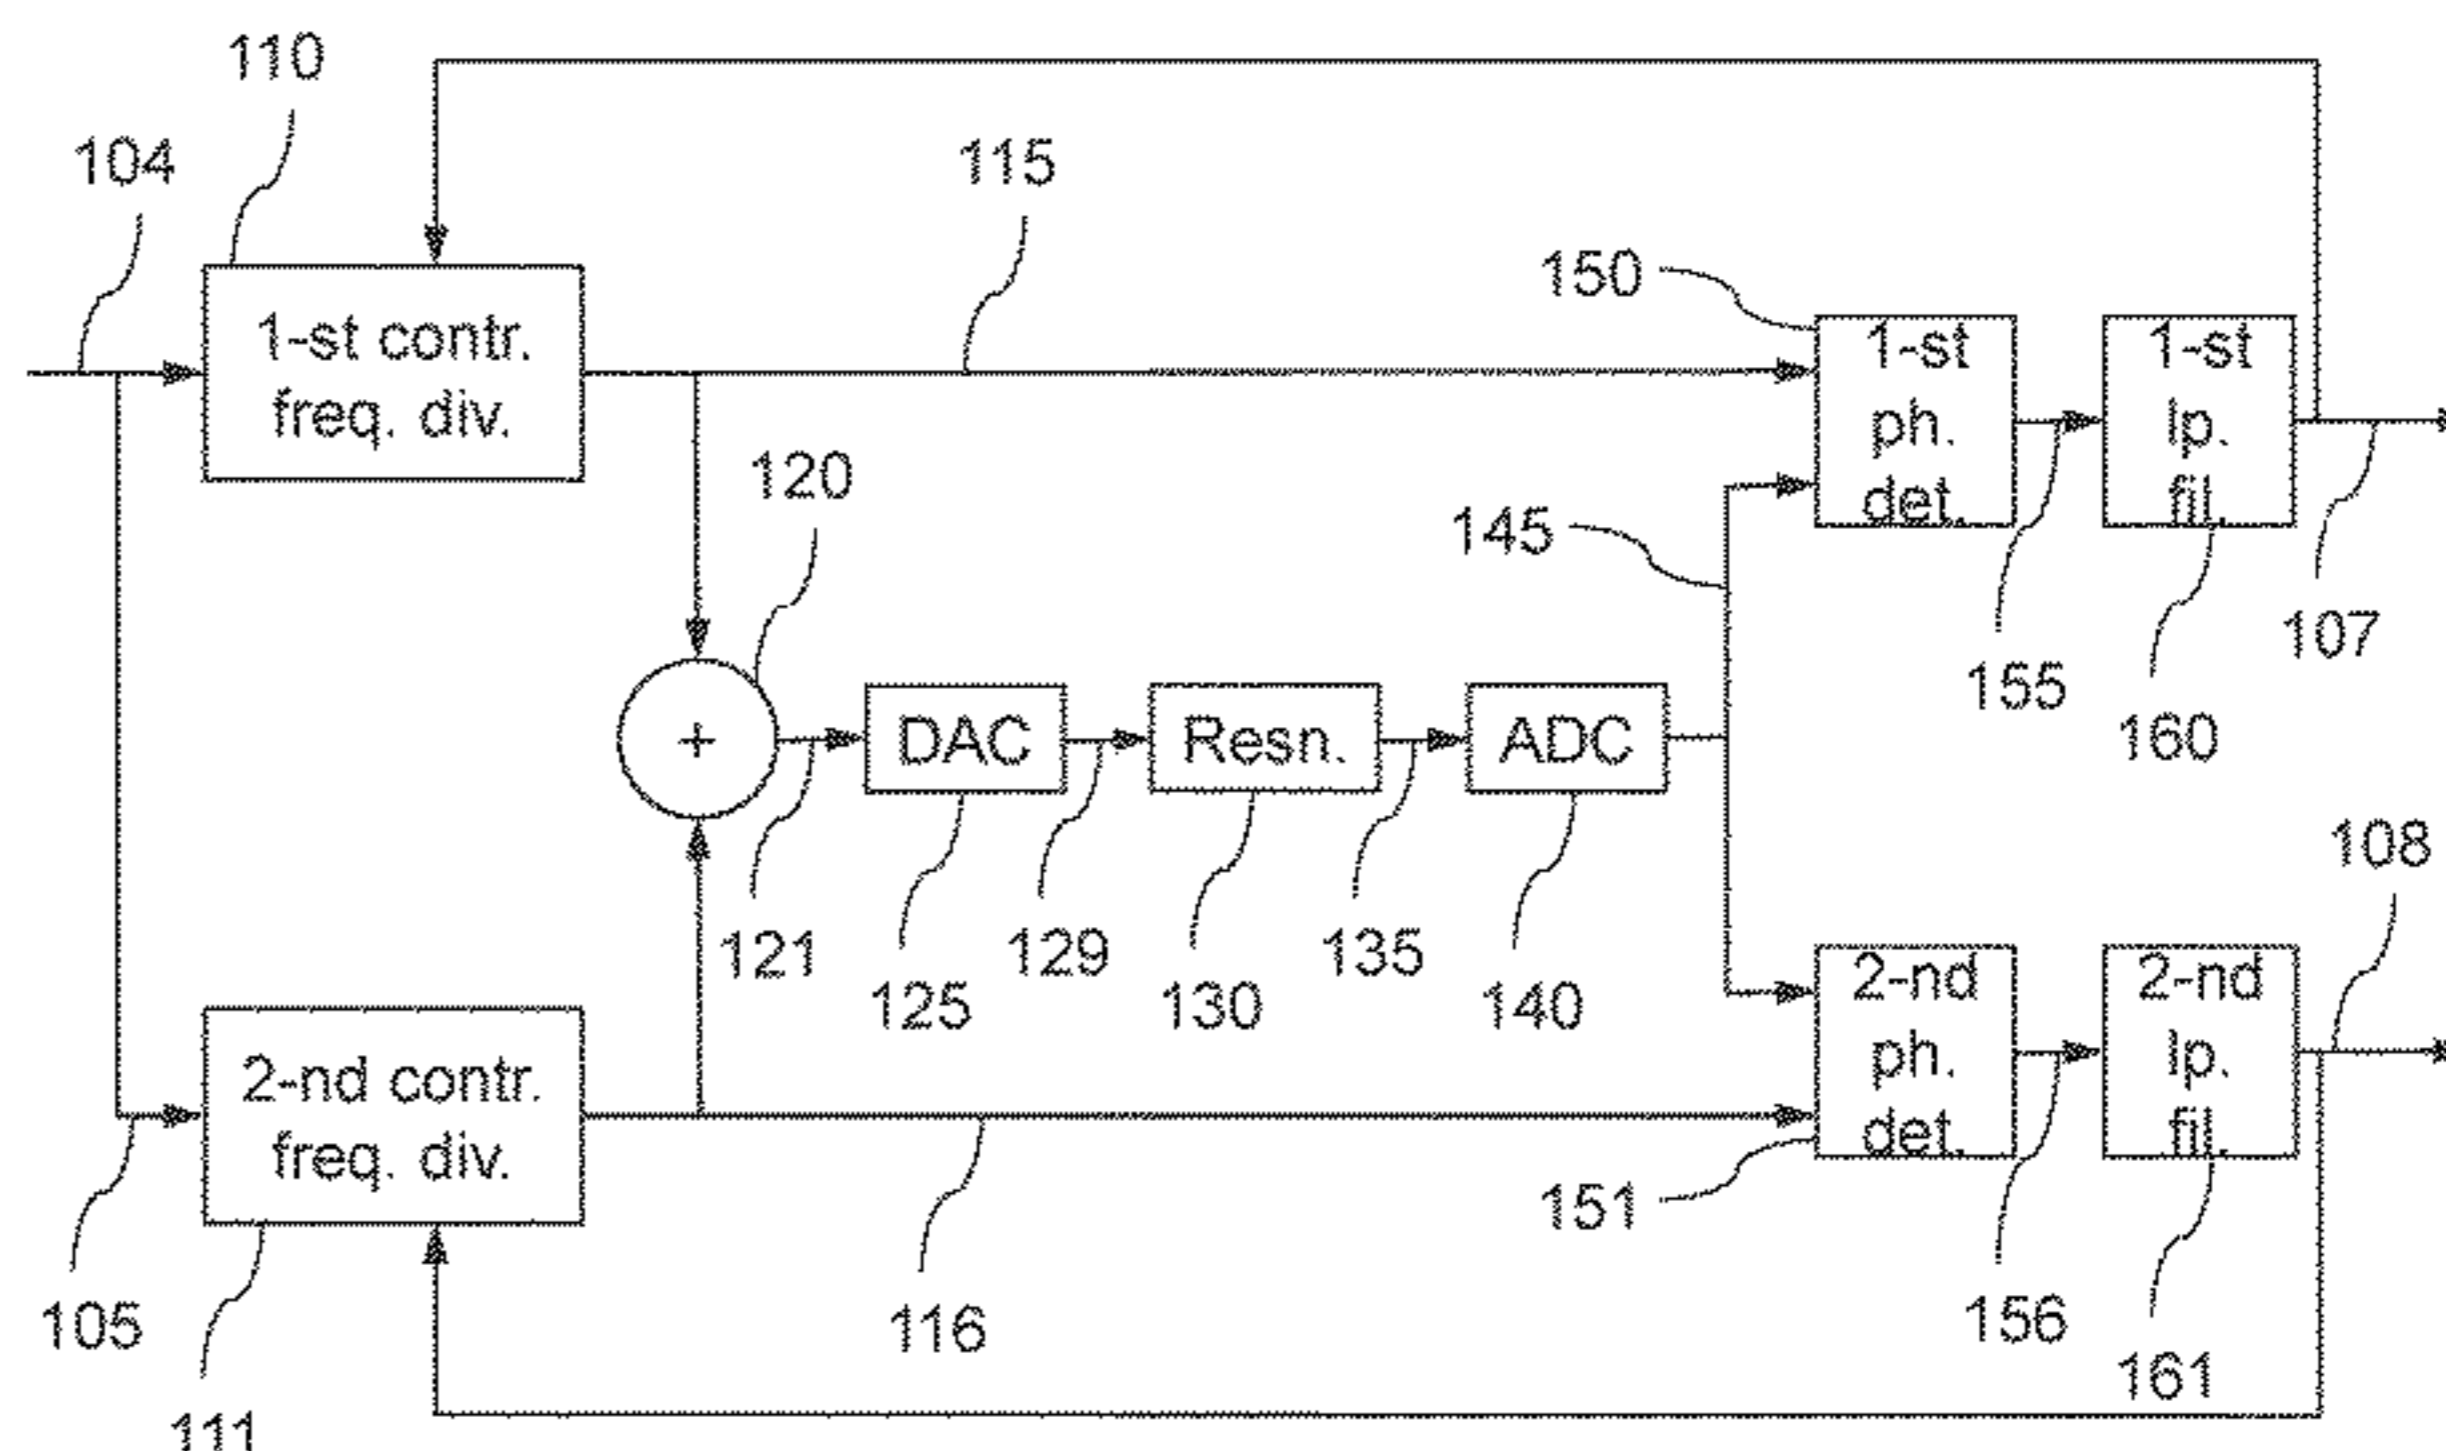 110
104
115
150
1-st contr.
freq. div.
1-st
ph.
det.
1-st
lp.
fil.
120
145
107
155
160
+
DAC
Resn.
ADC
108
121
129
135
125
130
140
2-nd
ph.
det.
2-nd
lp.
fil.
2-nd contr.
freq. div.
151
105
116
156
161
111